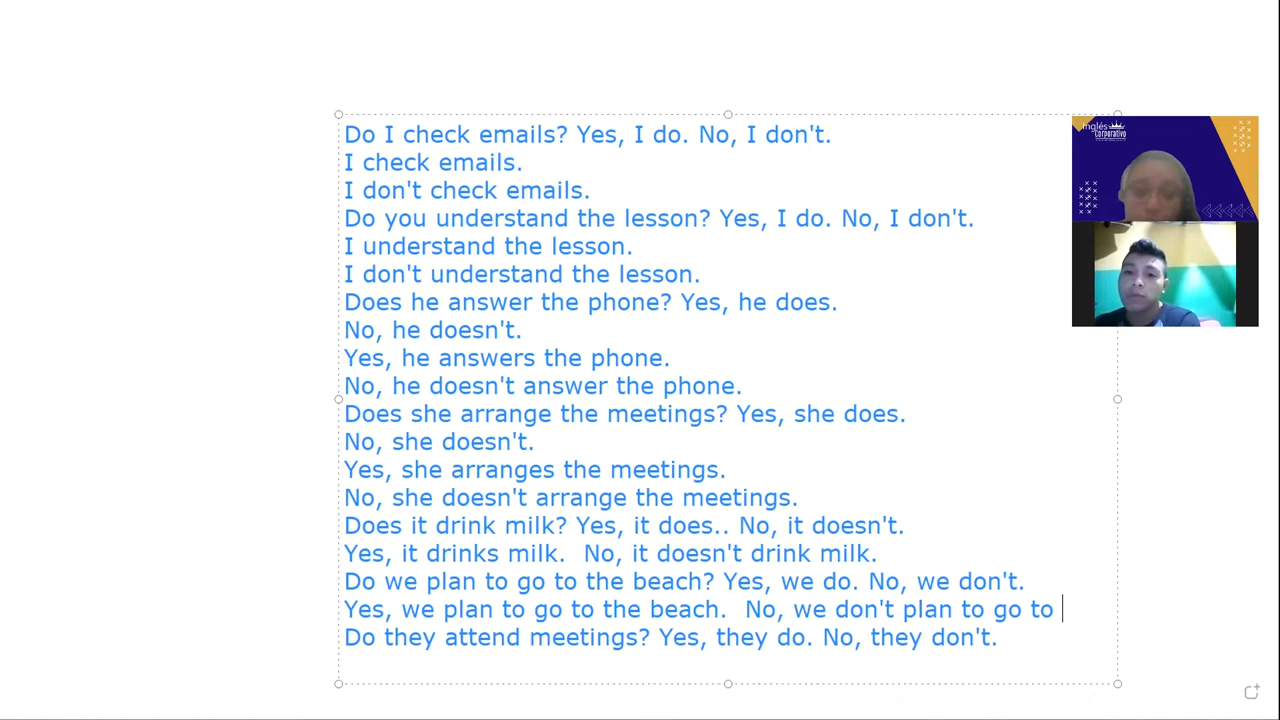 Do I check emails? Yes, I do. No, I don't.
I check emails.
I don't check emails.
Do you understand the lesson? Yes, I do. No, I don't.
I understand the lesson.
I don't understand the lesson.
Does he answer the phone? Yes, he does.
No, he doesn't.
Yes, he answers the phone.
No, he doesn't answer the phone.
Does she arrange the meetings? Yes, she does.
No, she doesn't.
Yes, she arranges the meetings.
No, she doesn't arrange the meetings.
Does it drink milk? Yes, it does.. No, it doesn't.
Yes, it drinks milk.  No, it doesn't drink milk.
Do we plan to go to the beach? Yes, we do. No, we don't.
Yes, we plan to go to the beach.  No, we don't plan to go to
Do they attend meetings? Yes, they do. No, they don't.
Inglés
Corporativo